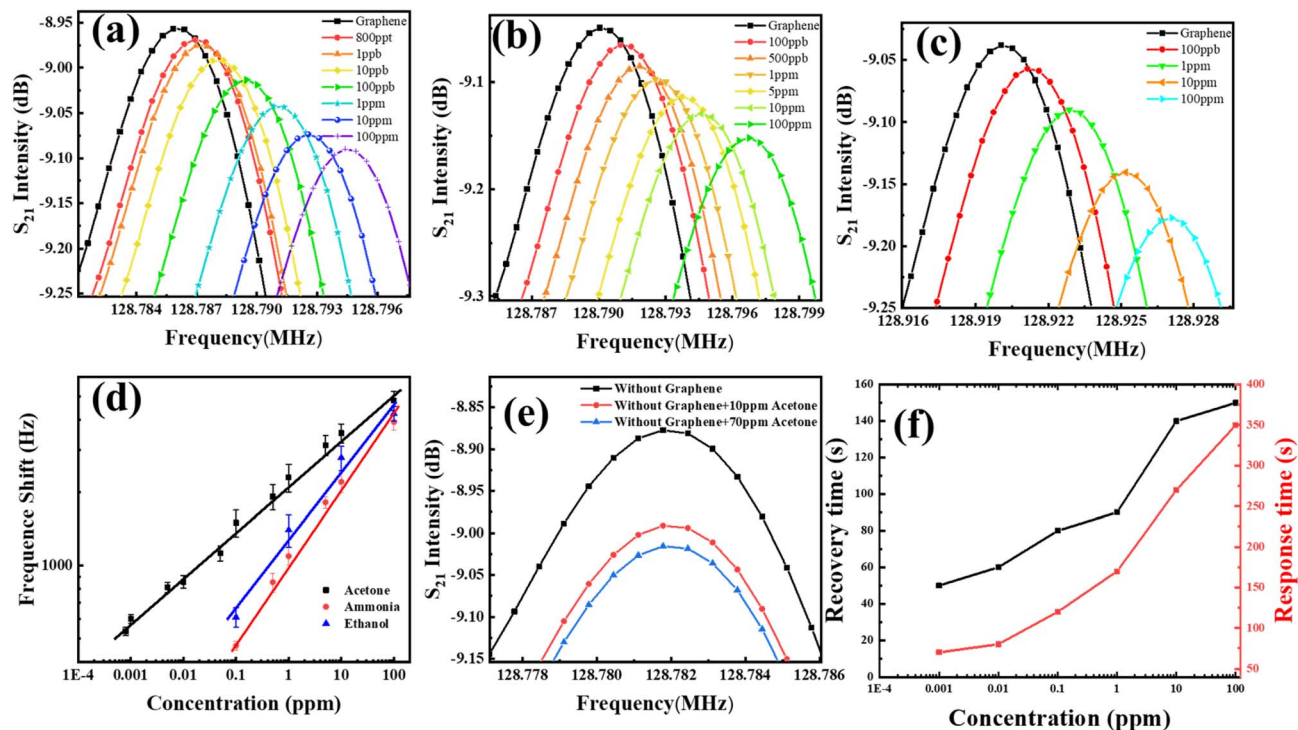 (a)
Graphene
800ppt
1ppb
10ppb
100ppb
1ppm
10ppm
100ppm
-8.95
-9.00
-9.05
-9.10
-9.15
-9.20
-9.25
S21 Intensity (dB)
128.784 128.787 128.790 128.793 128.796
Frequency(MHz)
(b)
Graphene
100ppb
500ppb
1ppm
5ppm
10ppm
100ppm
-9.1
-9.2
-9.3
S21 Intensity (dB)
128.787 128.790 128.793 128.796 128.799
Frequency(MHz)
(c)
Graphene
100ppb
1ppm
10ppm
100ppm
-9.05
-9.10
-9.15
-9.20
-9.25
S21 Intensity (dB)
128.916 128.919 128.922 128.925 128.928
Frequency(MHz)
(d)
1000
Frequence Shift (Hz)
Acetone
Ammonia
Ethanol
1E-4 0.001 0.01 0.1 1 10 100
Concentration (ppm)
(e)
Without Graphene
Without Graphene+10ppm Acetone
Without Graphene+70ppm Acetone
-8.85
-8.90
-8.95
-9.00
-9.05
-9.10
-9.15
S21 Intensity (dB)
128.778 128.780 128.782 128.784 128.786
Frequency(MHz)
(f)
160
150
140
130
120
110
100
90
80
70
60
50
40
30
20
10
0
Recovery time (s)
400
350
300
250
200
150
100
50
Response time (s)
1E-4 0.001 0.01 0.1 1 10 100
Concentration (ppm)